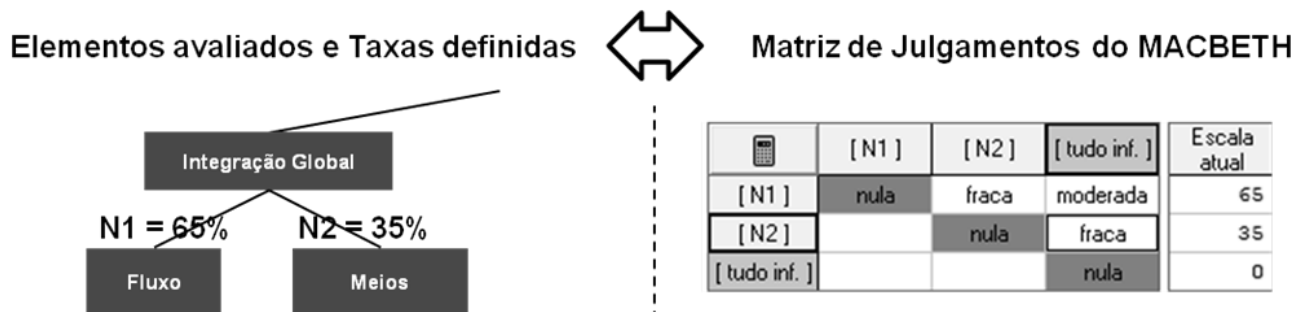 Elementos avaliados e Taxas definidas
Matriz de Julgamentos do MACBETH
Integração Global
N1 = 65% N2 = 35%
Fluxo Meios
[ N1 ] [ N2 ] [ tudo inf. ] Escala atual
[ N1 ] nula fraca moderada 65
[ N2 ] nula fraca 35
[ tudo inf. ] nula 0